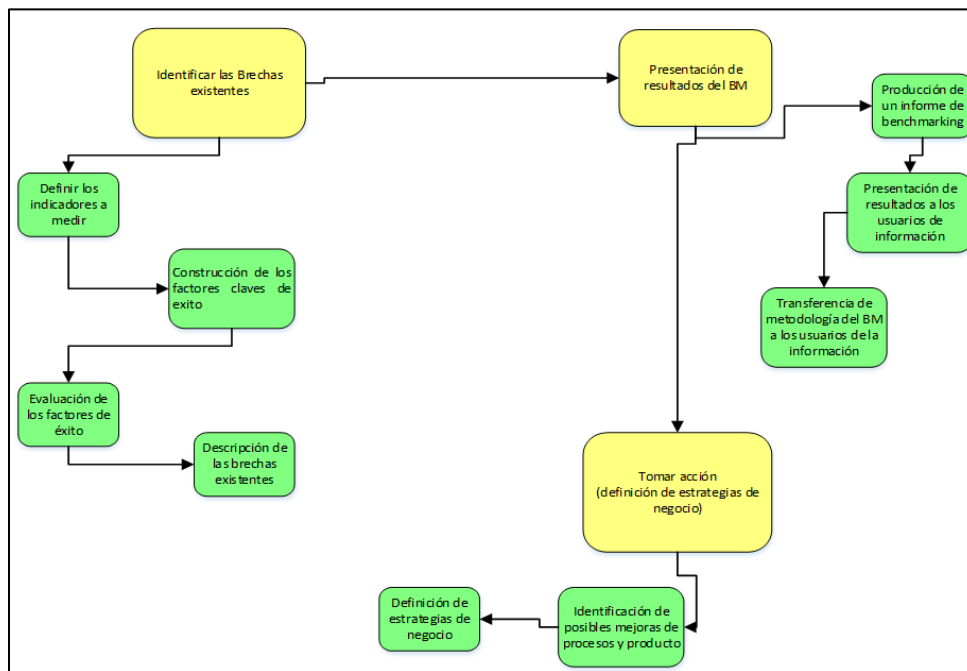 Identificar las Brechas
existentes
Presentación de
resultados del BM
Producción de
un informe de
benchmarking
Definir los
indicadores a
medir
Presentación de
resultados a los
usuarios de
información
Construcción de los
factores claves de
exito
Transferencia de
metodología del BM
a los usuarios de la
información
Evaluación de
los factores de
éxito
Descripción de
las brechas
existentes
Tomar acción
(definición de estrategias de
negocio)
Definición de
estrategias de
negocio
Identificación de
posibles mejoras de
procesos y producto